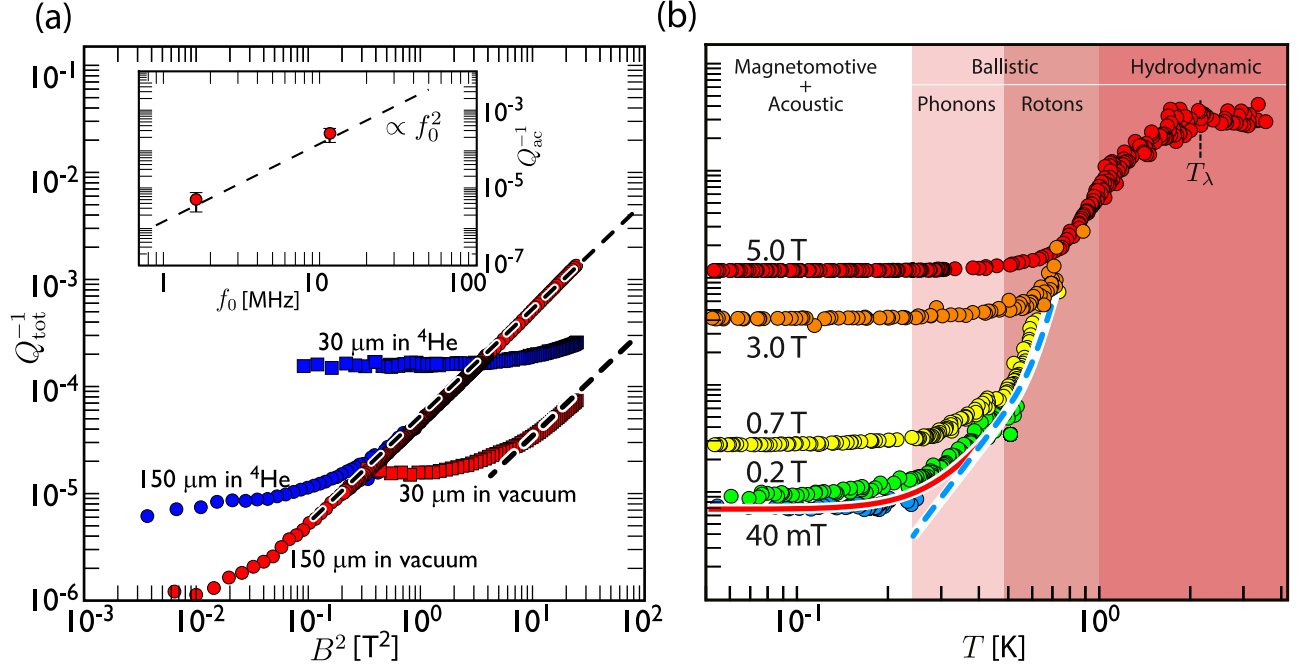 (a)
10^-1
10^-2
10^-3
10^-4
10^-5
10^-6
Q_tot^-1
10^-3
10^-2
10^-1
10^0
10^1
10^2
B^2 [T^2]
∝ f_0^2
10^-3
10^-5
10^-7
Q_ac^-1
1
10
100
f_0 [MHz]
30 μm in ^4He
150 μm in ^4He
30 μm in vacuum
150 μm in vacuum
(b)
Magnetomotive
+
Acoustic
Ballistic
Phonons
Rotons
Hydrodynamic
T_λ
5.0 T
3.0 T
0.7 T
0.2 T
40 mT
10^-1
10^0
T [K]